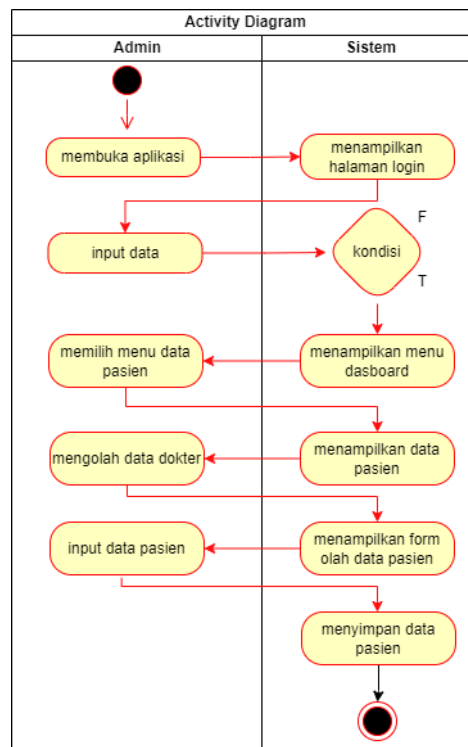 Activity Diagram
Admin
Sistem
membuka aplikasi
menampilkan
halaman login
input data
kondisi
F
T
menampilkan menu
dasboard
memilih menu data
pasien
menampilkan data
pasien
mengolah data dokter
menampilkan form
olah data pasien
input data pasien
menyimpan data
pasien